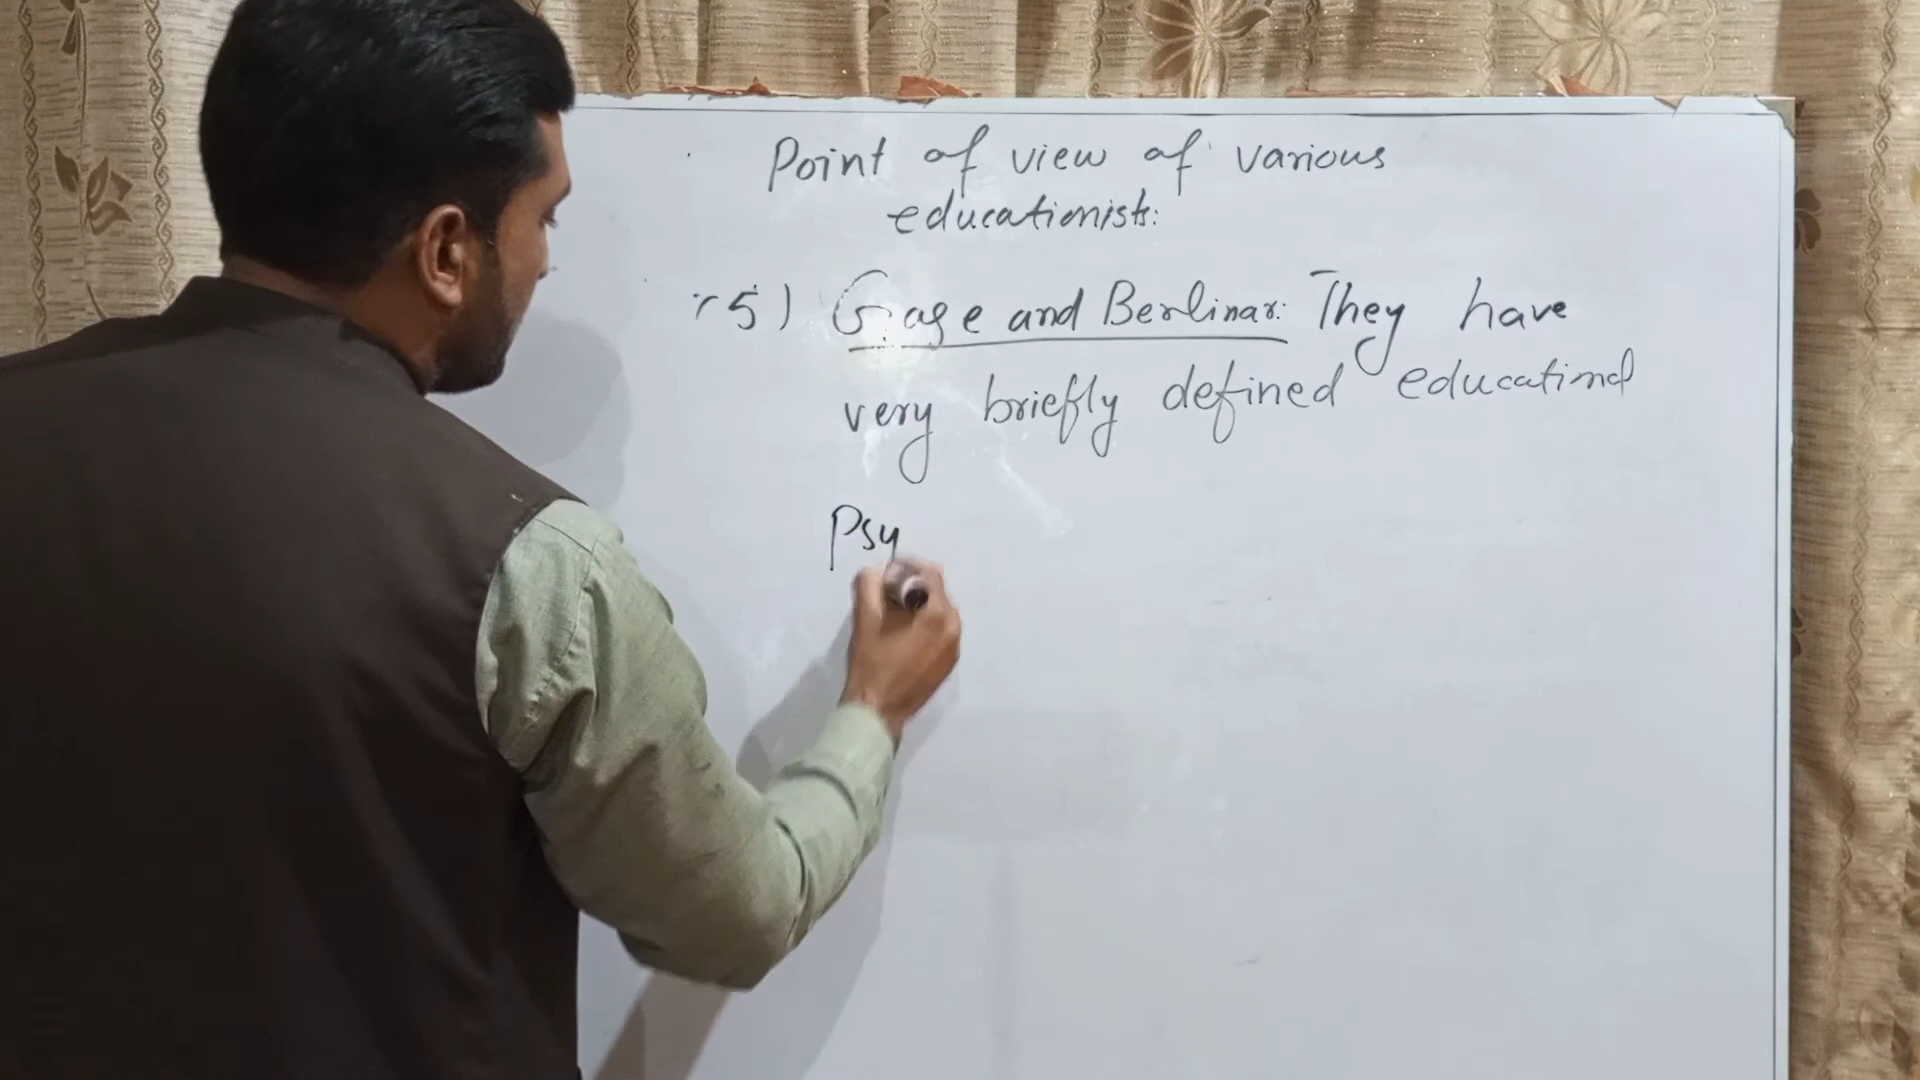 Point of view of various
educationists:
(5) Gage and Berlinar: They have
very briefly defined educational
Psy